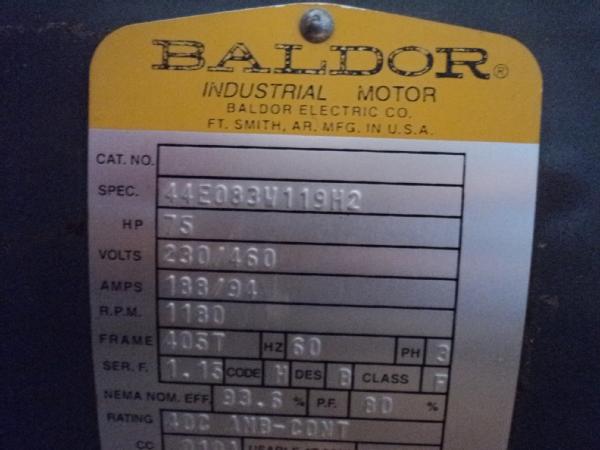 BALDOR®
INDUSTRIAL MOTOR
BALDOR ELECTRIC CO.
FT. SMITH, AR. MFG. IN U.S.A.
CAT. NO.
SPEC. 44E083W119H2
HP 75
VOLTS 230/460
AMPS 188/94
R.P.M. 1180
FRAME 405T HZ 60 PH 3
SER. F. 1.15 CODE H DES B CLASS F
NEMA NOM. EFF. 93.6 % P.F. 80 %
RATING 40C AMB-CONT
CC